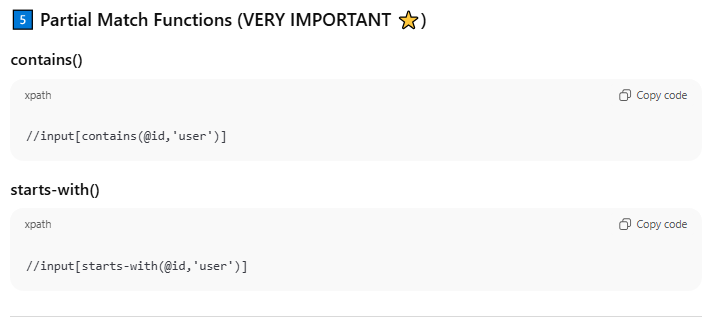 5 Partial Match Functions (VERY IMPORTANT ⭐)
contains()
xpath Copy code
//input[contains(@id,'user')]
starts-with()
xpath Copy code
//input[starts-with(@id,'user')]